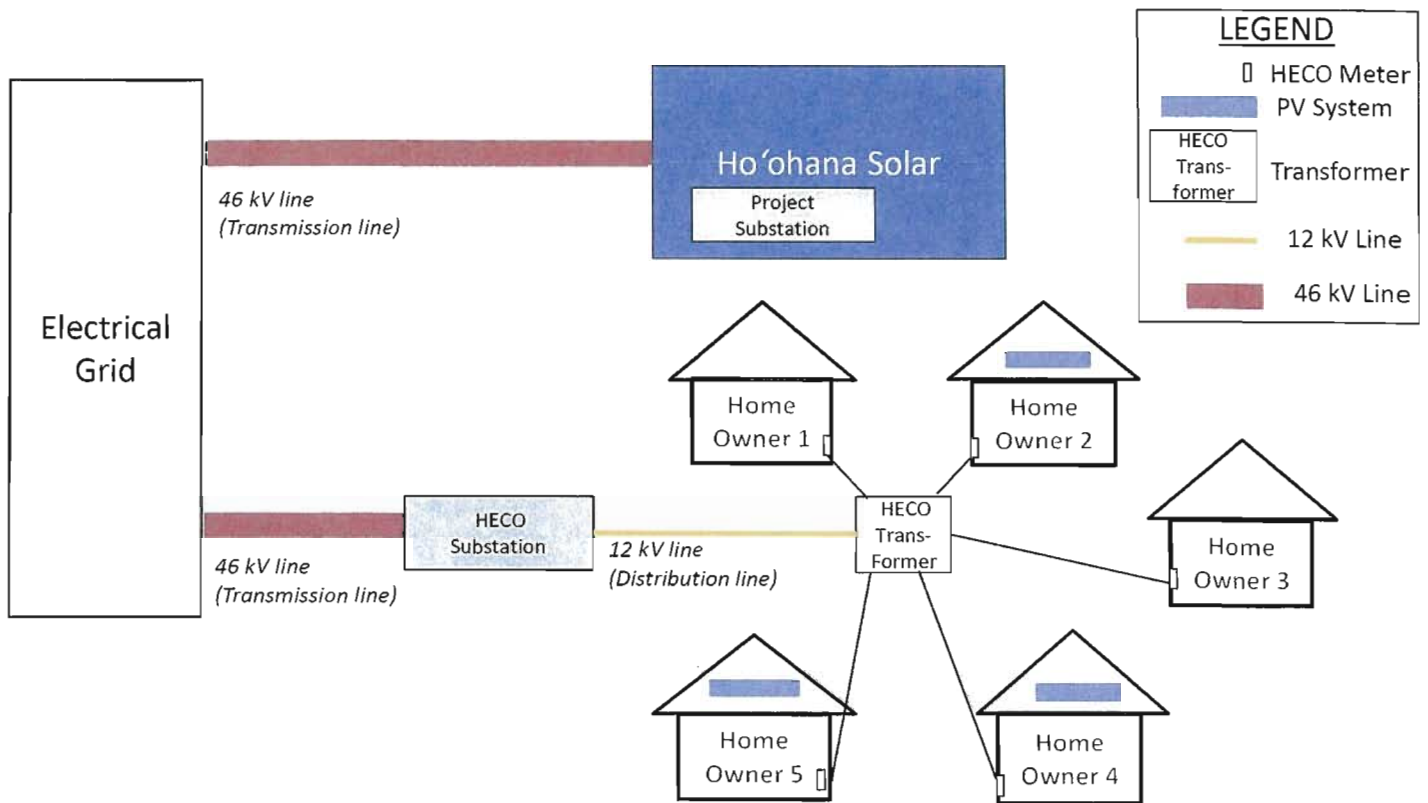 LEGEND
HECO Meter
PV System
HECO
Trans-
former
Transformer
12 kV Line
46 kV Line
Electrical
Grid
46 kV line
(Transmission line)
Hoʻohana Solar
Project
Substation
46 kV line
(Transmission line)
HECO
Substation
12 kV line
(Distribution line)
HECO
Trans-
Former
Home
Owner 1
Home
Owner 2
Home
Owner 3
Home
Owner 5
Home
Owner 4